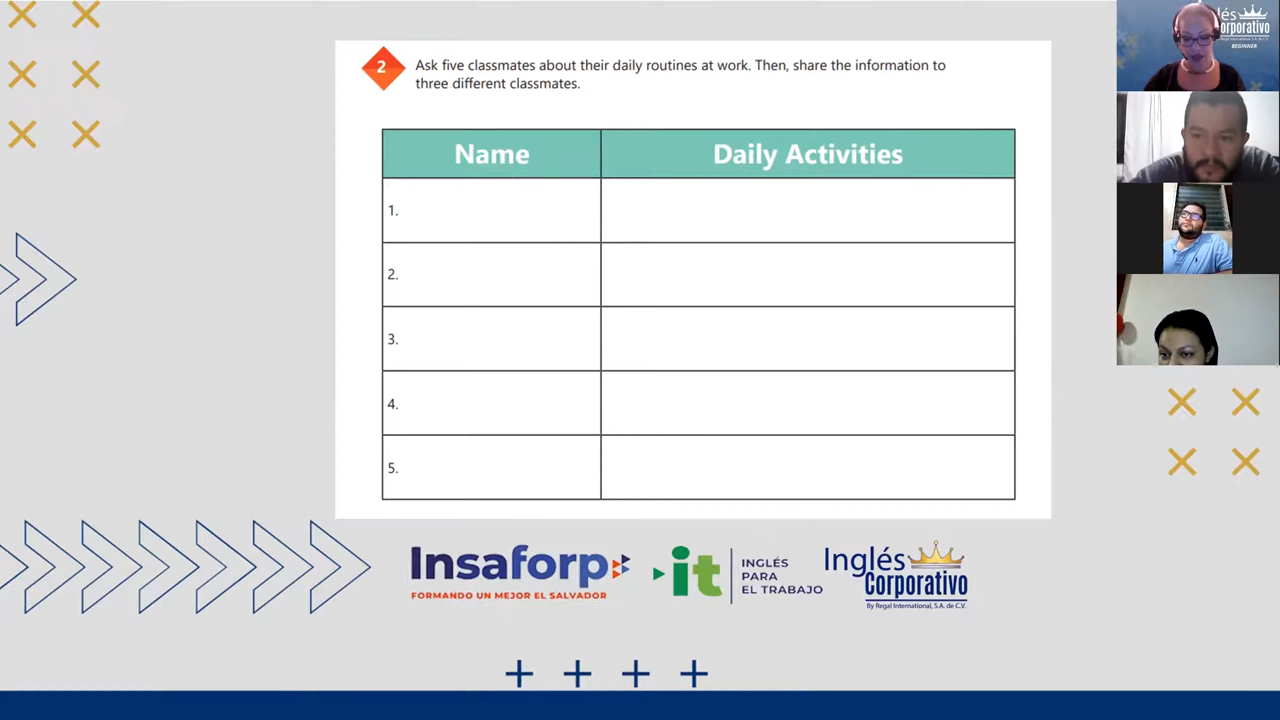 2
Ask five classmates about their daily routines at work. Then, share the information to
three different classmates.
Name
Daily Activities
1.
2.
3.
4.
5.
Insaforp
FORMANDO UN MEJOR EL SALVADOR
it
INGLÉS
PARA
EL TRABAJO
Inglés
Corporativo
By Regal International, S.A. de C.V.
lés
orporativo
BEGINNER